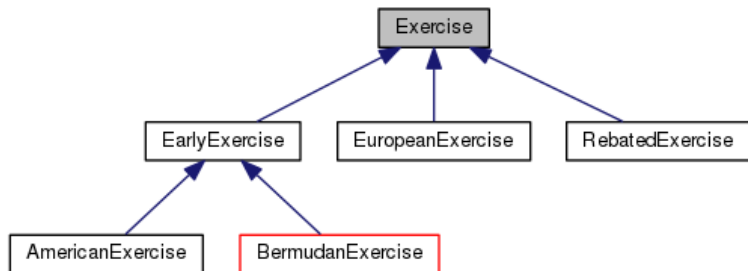 Exercise
EarlyExercise
EuropeanExercise
RebatedExercise
AmericanExercise
BermudanExercise